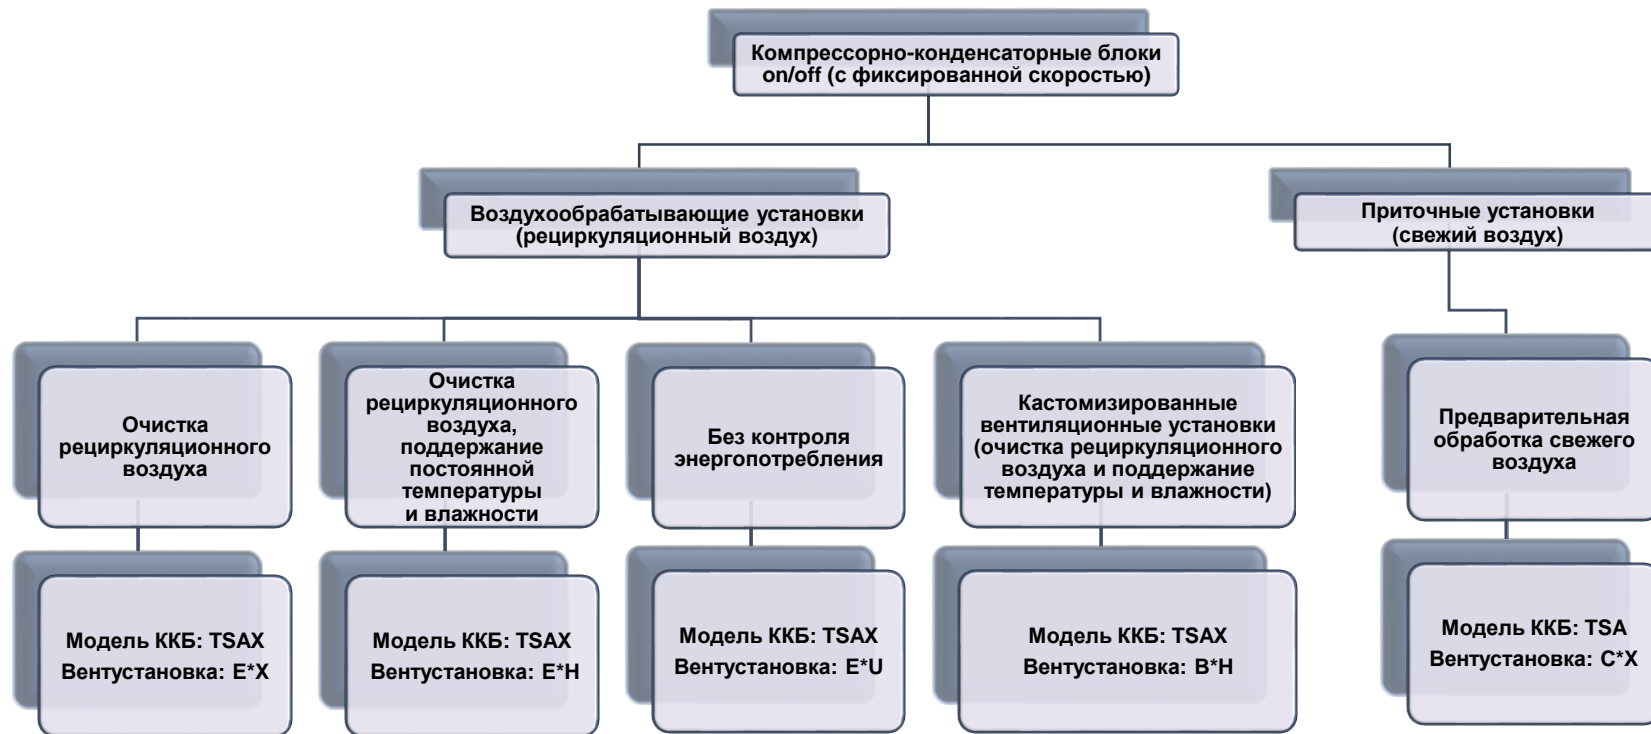 Компрессорно-конденсаторные блоки
on/off (с фиксированной скоростью)
Воздухообрабатывающие установки
(рециркуляционный воздух)
Приточные установки
(свежий воздух)
Очистка
рециркуляционного
воздуха
Очистка
рециркуляционного
воздуха,
поддержание
постоянной
температуры
и влажности
Без контроля
энергопотребления
Кастомизированные
вентиляционные установки
(очистка рециркуляционного
воздуха и поддержание
температуры и влажности)
Предварительная
обработка свежего
воздуха
Модель ККБ: TSAX
Вентустановка: E*X
Модель ККБ: TSAX
Вентустановка: E*H
Модель ККБ: TSAX
Вентустановка: E*U
Модель ККБ: TSAX
Вентустановка: B*H
Модель ККБ: TSA
Вентустановка: C*X